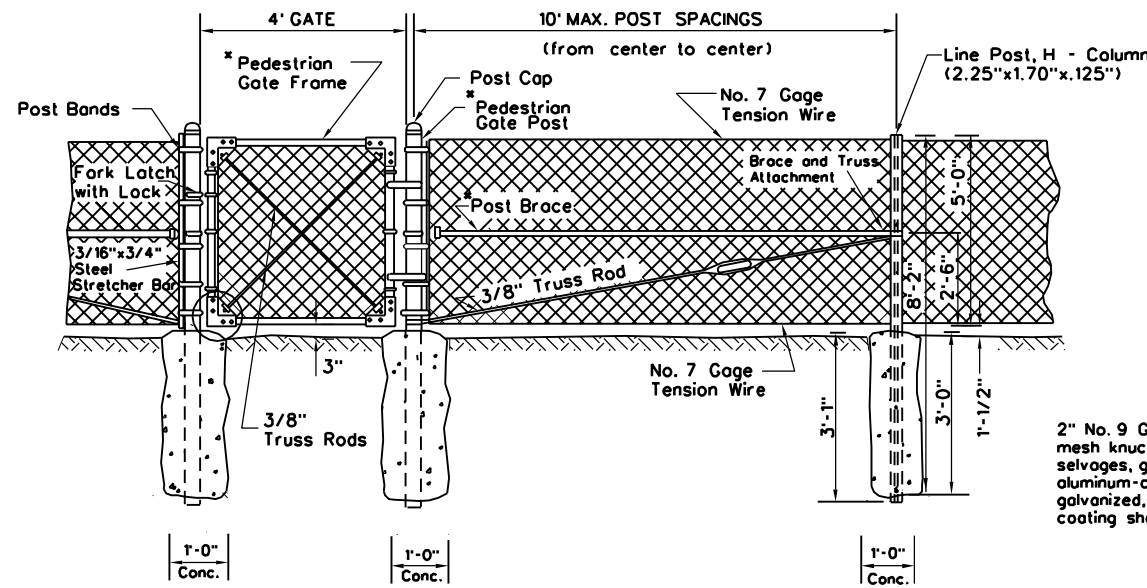 4' GATE
10' MAX. POST SPACINGS
(from center to center)
* Pedestrian
Gate Frame
Post Cap
*
Pedestrian
Gate Post
Line Post, H - Column
(2.25"x1.70"x.125")
No. 7 Gage
Tension Wire
Post Bands
Fork Latch
with Lock
Brace and Truss
Attachment
*
Post Brace
3/16"x3/4"
Steel
Stretcher Bar
3/8" Truss Rod
5'-0"
8'-2"
2'-6"
3"
No. 7 Gage
Tension Wire
3/8"
Truss Rods
3'-1"
3'-0"
1'-1/2"
2" No. 9 G
mesh knuc
selvages, g
aluminum-c
galvanized,
coating sh
1'-0"
Conc.
1'-0"
Conc.
1'-0"
Conc.